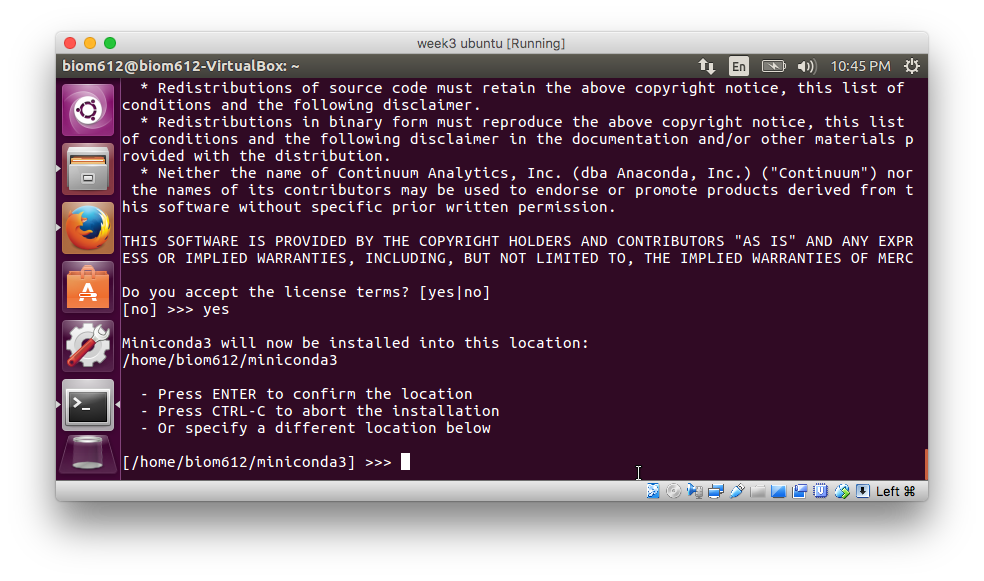 week3 ubuntu [Running]
biom612@biom612-VirtualBox: ~
En
10:45 PM
* Redistributions of source code must retain the above copyright notice, this list of
conditions and the following disclaimer.
* Redistributions in binary form must reproduce the above copyright notice, this list
of conditions and the following disclaimer in the documentation and/or other materials p
rovided with the distribution.
* Neither the name of Continuum Analytics, Inc. (dba Anaconda, Inc.) ("Continuum") nor
the names of its contributors may be used to endorse or promote products derived from t
his software without specific prior written permission.
THIS SOFTWARE IS PROVIDED BY THE COPYRIGHT HOLDERS AND CONTRIBUTORS "AS IS" AND ANY EXPR
ESS OR IMPLIED WARRANTIES, INCLUDING, BUT NOT LIMITED TO, THE IMPLIED WARRANTIES OF MERC
Do you accept the license terms? [yes|no]
[no] >>> yes
Miniconda3 will now be installed into this location:
/home/biom612/miniconda3
- Press ENTER to confirm the location
- Press CTRL-C to abort the installation
- Or specify a different location below
[/home/biom612/miniconda3] >>>
Left ⌘